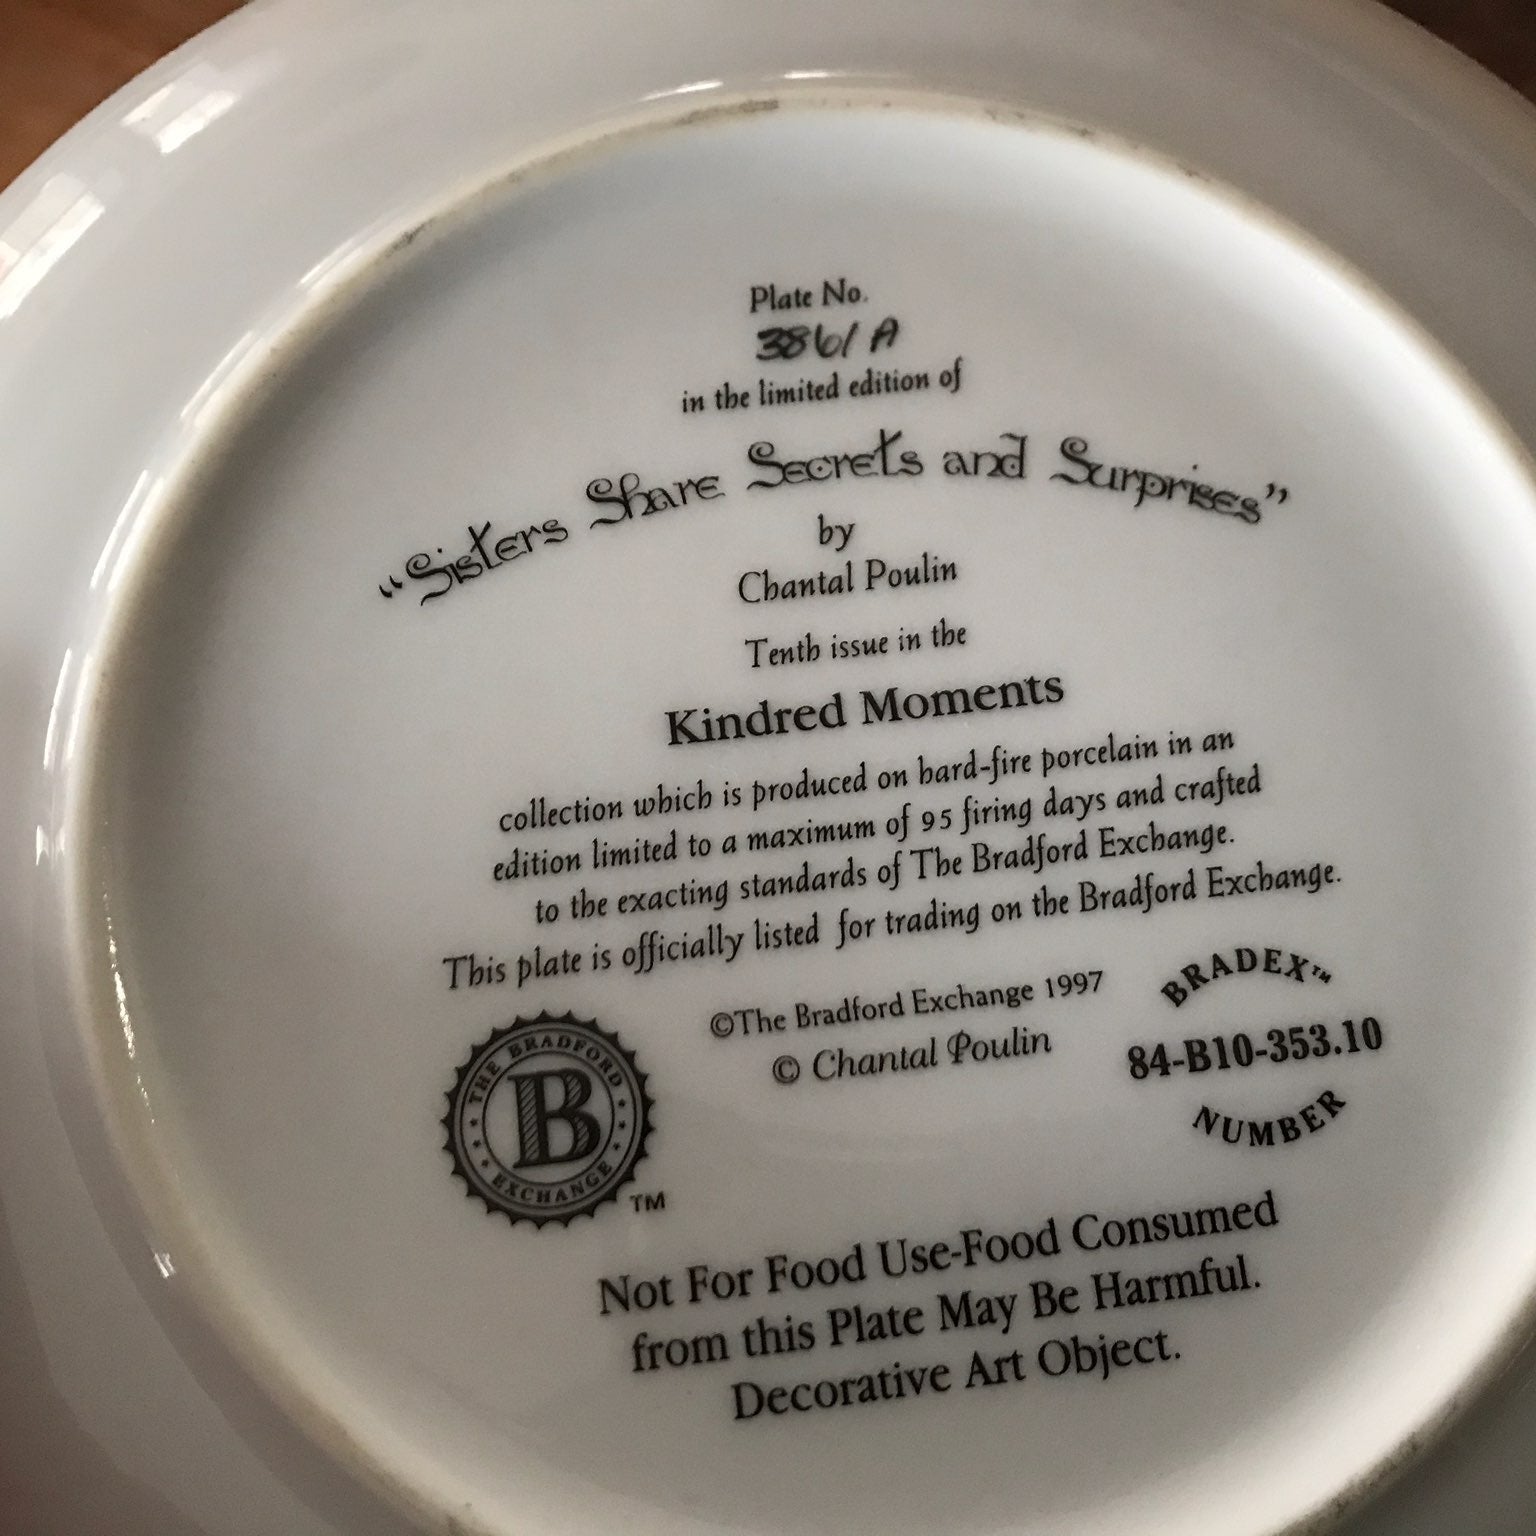 Plate No.
3861 A
in the limited edition of
“Sisters Share Secrets and Surprises”
by
Chantal Poulin
Tenth issue in the
Kindred Moments
collection which is produced on hard-fire porcelain in an
edition limited to a maximum of 95 firing days and crafted
to the exacting standards of The Bradford Exchange.
This plate is officially listed for trading on the Bradford Exchange.
THE BRADFORD
B
EXCHANGE
TM
©The Bradford Exchange 1997
© Chantal Poulin
BRADEX™
84-B10-353.10
NUMBER
Not For Food Use-Food Consumed
from this Plate May Be Harmful.
Decorative Art Object.